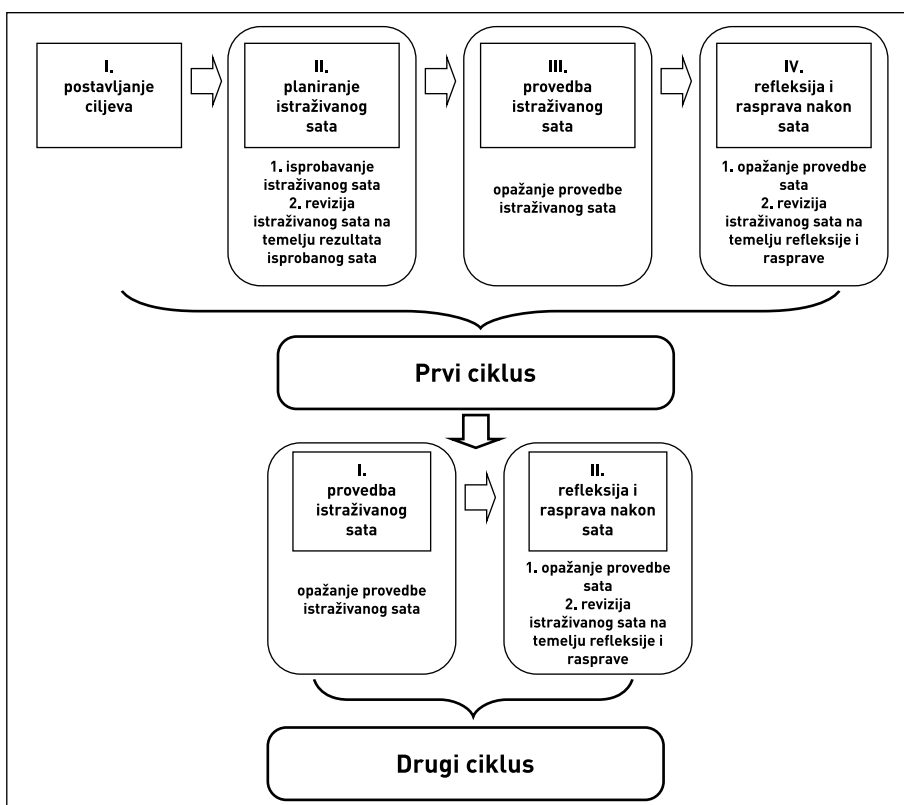 I.
postavljanje
ciljeva
II.
planiranje
istraživanog
sata
1. isprobavanje
istraživanog sata
2. revizija
istraživanog sata na
temelju rezultata
isprobanog sata
III.
provedba
istraživanog
sata
opažanje provedbe
istraživanog sata
IV.
refleksija i
rasprava nakon
sata
1. opažanje provedbe
sata
2. revizija
istraživanog sata na
temelju refleksije i
rasprave
Prvi ciklus
I.
provedba
istraživanog
sata
opažanje provedbe
istraživanog sata
II.
refleksija i
rasprava nakon
sata
1. opažanje provedbe
sata
2. revizija
istraživanog sata na
temelju refleksije i
rasprave
Drugi ciklus